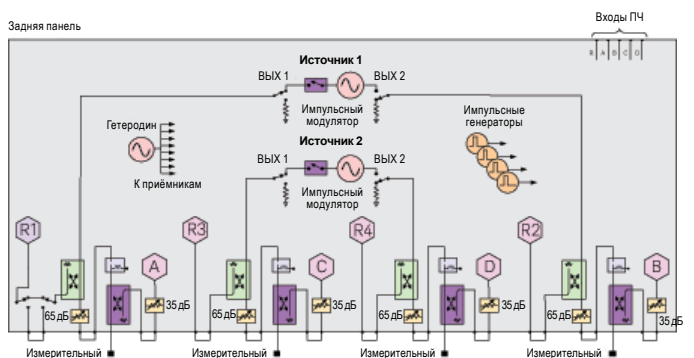 Задняя панель
Входы ПЧ
R A B C D
Источник 1
ВЫХ 1
ВЫХ 2
Импульсный
модулятор
Гетеродин
К приёмникам
Импульсные
генераторы
Источник 2
ВЫХ 1
ВЫХ 2
Импульсный
модулятор
R1
A
R3
C
R4
D
R2
B
65 дБ
35 дБ
65 дБ
35 дБ
65 дБ
35 дБ
65 дБ
35 дБ
Измерительный
Измерительный
Измерительный
Измерительный